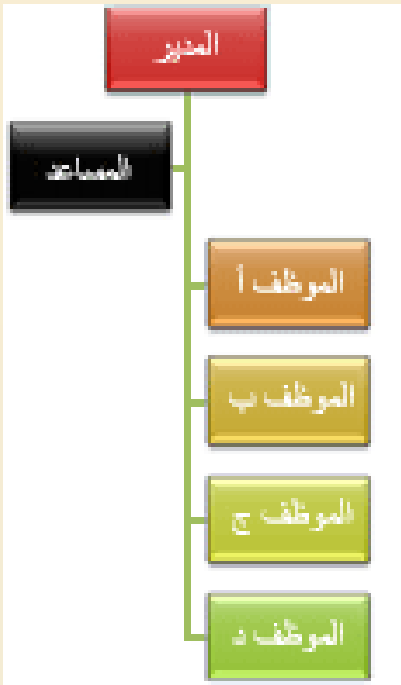 المدير
المساعد
الموظف أ
الموظف ب
الموظف ج
الموظف د